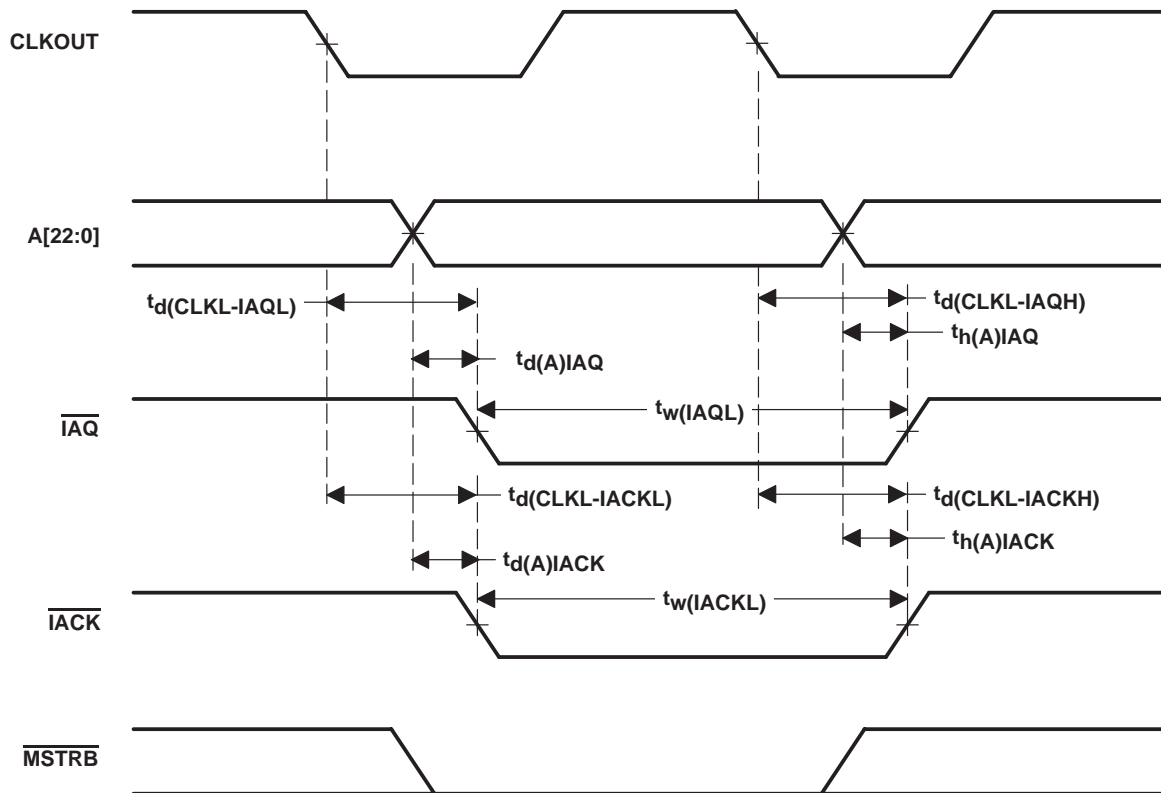 CLKOUT
A[22:0]
td(CLKL-IAQL)
td(CLKL-IAQH)
th(A)IAQ
td(A)IAQ
tw(IAQL)
IAQ
td(CLKL-IACKL)
td(CLKL-IACKH)
th(A)IACK
td(A)IACK
tw(IACKL)
IACK
MSTRB